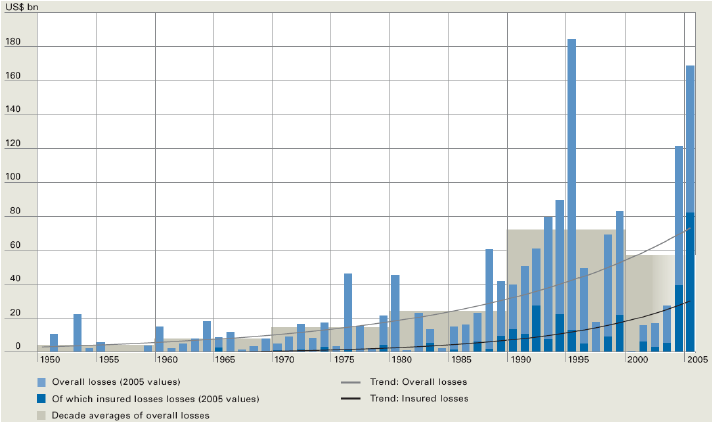 US$ bn
180
160
140
120
100
80
60
40
20
0
1950 1955 1960 1965 1970 1975 1980 1985 1990 1995 2000 2005
Overall losses (2005 values)
Trend: Overall losses
Of which insured losses losses (2005 values)
Trend: Insured losses
Decade averages of overall losses